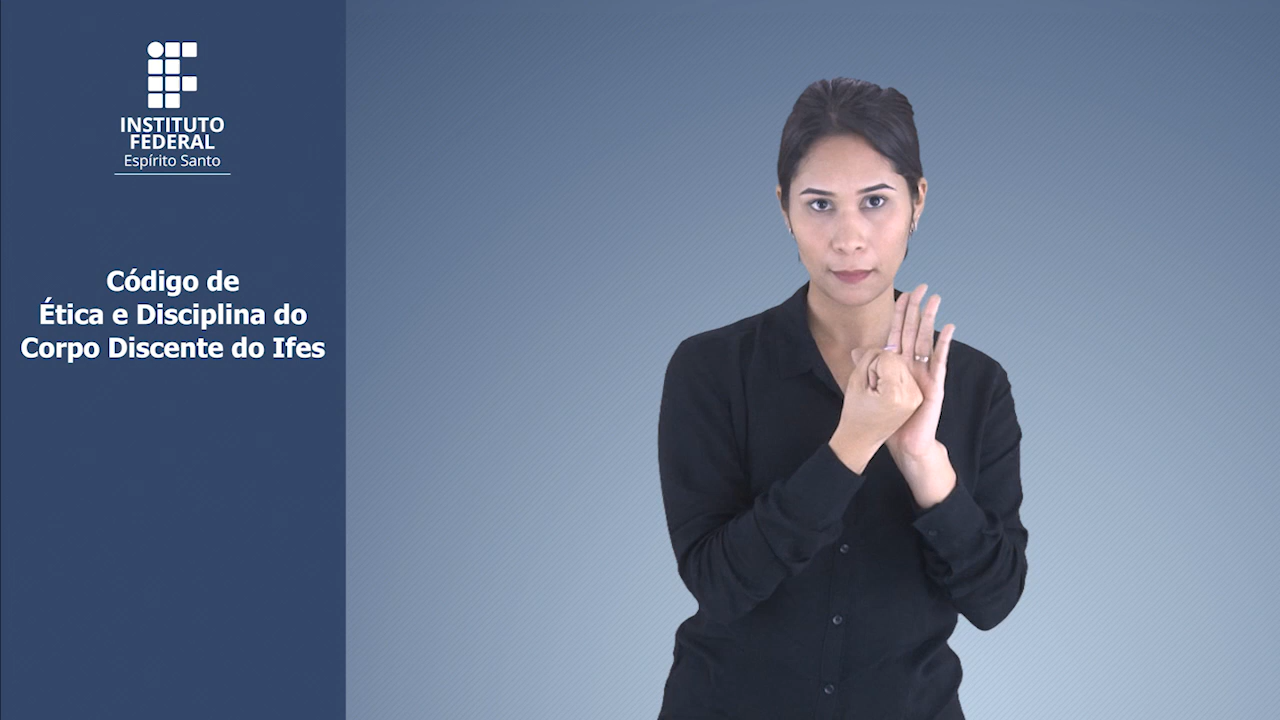 INSTITUTO
FEDERAL
Espírito Santo
Código de
Ética e Disciplina do
Corpo Discente do Ifes